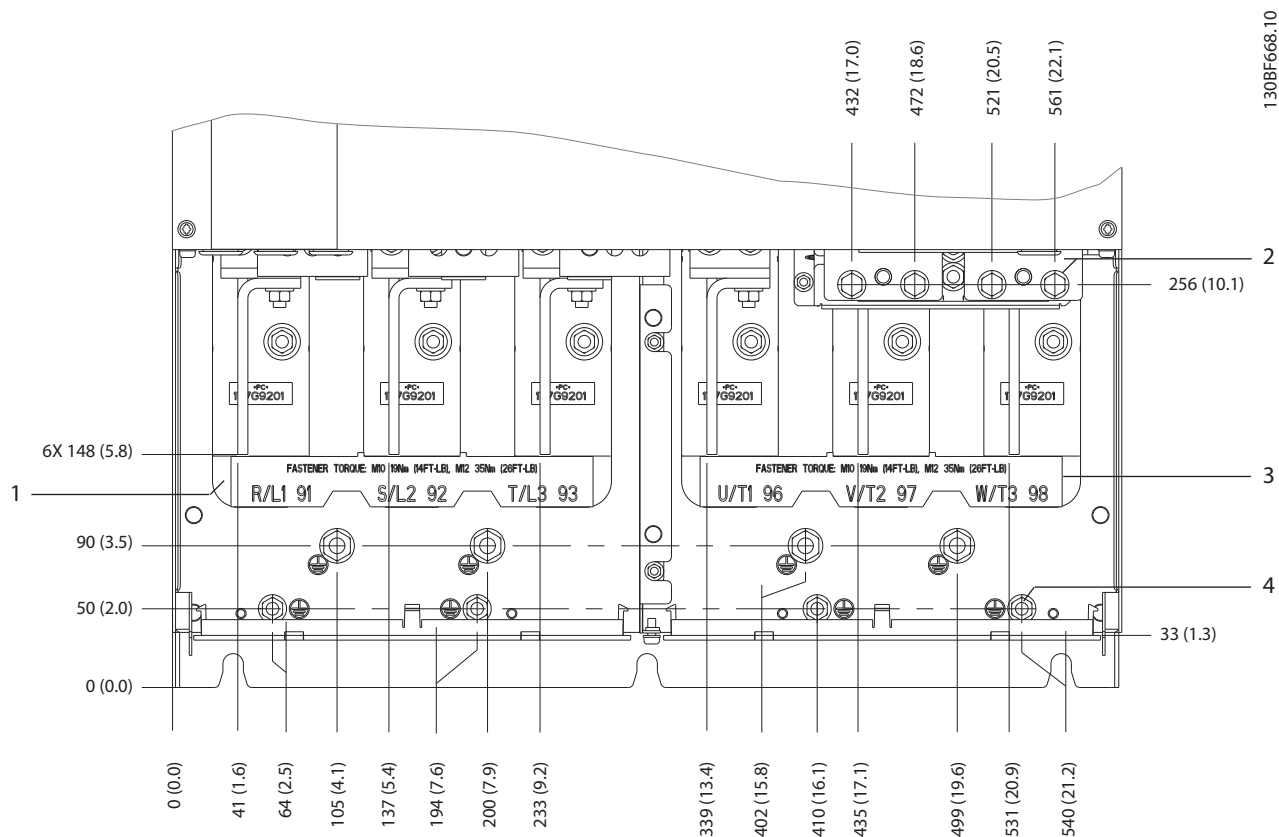 130BF668.10
432 (17.0)
472 (18.6)
521 (20.5)
561 (22.1)
2
256 (10.1)
•PC•
•PC•
•PC•
•PC•
•PC•
•PC•
6X 148 (5.8)
FASTENER TORQUE: M10 19Nm (14FT-LB), M12 35Nm (26FT-LB)
FASTENER TORQUE: M10 19Nm (14FT-LB), M12 35Nm (26FT-LB)
1
R/L1 91 S/L2 92 T/L3 93
U/T1 96 V/T2 97 W/T3 98
3
90 (3.5)
50 (2.0)
4
33 (1.3)
0 (0.0)
0 (0.0)
41 (1.6)
64 (2.5)
105 (4.1)
137 (5.4)
194 (7.6)
200 (7.9)
233 (9.2)
339 (13.4)
402 (15.8)
410 (16.1)
435 (17.1)
499 (19.6)
531 (20.9)
540 (21.2)